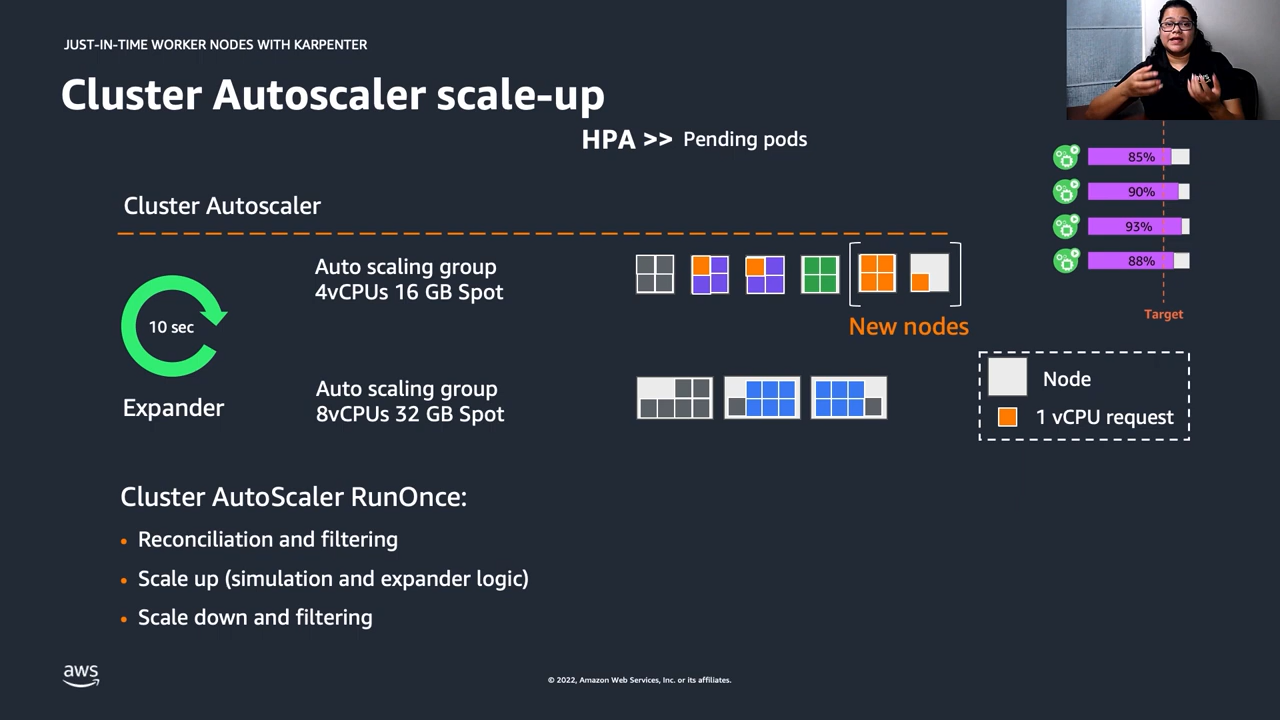 JUST-IN-TIME WORKER NODES WITH KARPENTER
Cluster Autoscaler scale-up
HPA >> Pending pods
85%
90%
93%
88%
Target
Cluster Autoscaler
Auto scaling group
4vCPUs 16 GB Spot
New nodes
10 sec
Expander
Auto scaling group
8vCPUs 32 GB Spot
Node
1 vCPU request
Cluster AutoScaler RunOnce:
• Reconciliation and filtering
• Scale up (simulation and expander logic)
• Scale down and filtering
aws
© 2022, Amazon Web Services, Inc. or its affiliates.